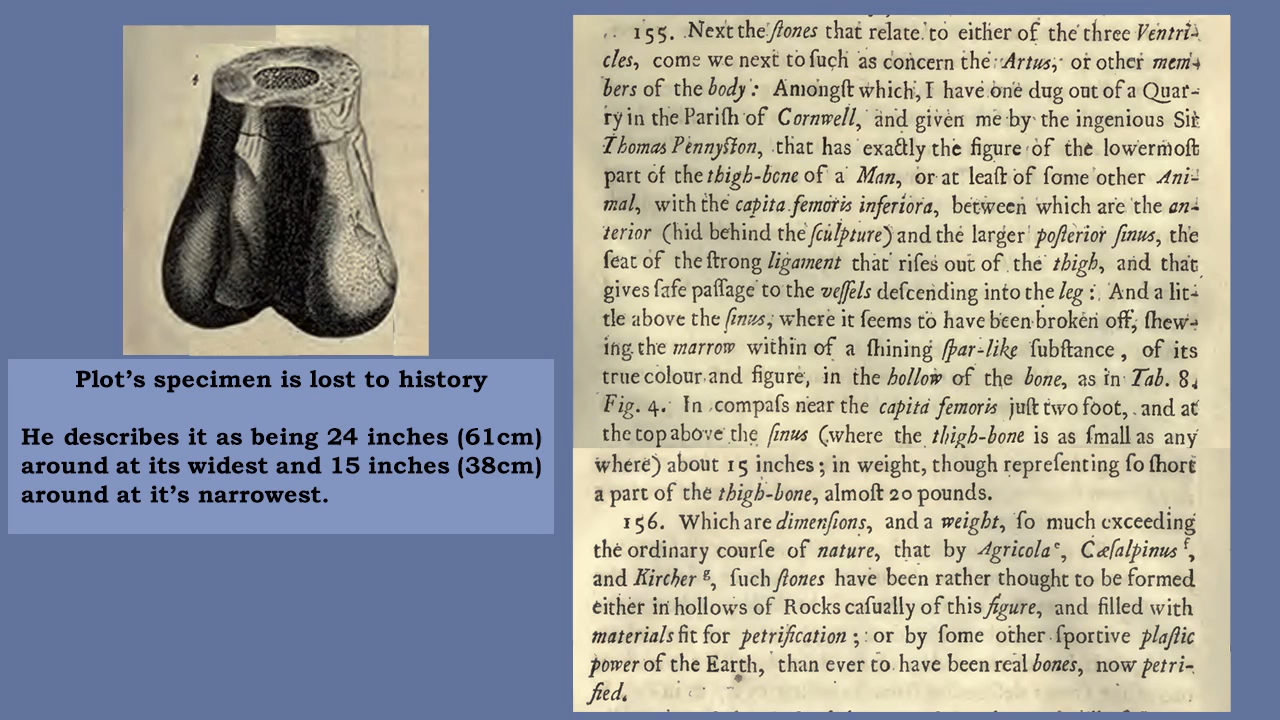 4
Plot's specimen is lost to history
He describes it as being 24 inches (61cm)
around at its widest and 15 inches (38cm)
around at it's narrowest.
155. Next the ſtones that relate to either of the three Ventri-
cles, come we next to ſuch as concern the Artus, or other mem-
bers of the body: Amongſt which, I have one dug out of a Quar-
ry in the Pariſh of Cornwell, and given me by the ingenious Sir
Thomas Pennyſton, that has exactly the figure of the lowermoſt
part of the thigh-bone of a Man, or at leaſt of ſome other Ani-
mal, with the capita femoris inferiora, between which are the an-
terior (hid behind the ſculpture) and the larger poſterior ſinus, the
ſeat of the ſtrong ligament that riſes out of the thigh, and that
gives ſafe paſſage to the veſſels deſcending into the leg: And a lit-
tle above the ſinus, where it ſeems to have been broken off, ſhew-
ing the marrow within of a ſhining ſpar-like ſubſtance, of its
true colour and figure, in the hollow of the bone, as in Tab. 8.
Fig. 4. In compaſs near the capita femoris juſt two foot, and at
the top above the ſinus (where the thigh-bone is as ſmall as any
where) about 15 inches; in weight, though repreſenting ſo ſhort
a part of the thigh-bone, almoſt 20 pounds.
156. Which are dimenſions, and a weight, ſo much exceeding
the ordinary courſe of nature, that by Agricola e, Cæſalpinus f,
and Kircher g, ſuch ſtones have been rather thought to be formed
either in hollows of Rocks caſually of this figure, and filled with
materials fit for petrification; or by ſome other ſportive plaſtic
power of the Earth, than ever to have been real bones, now petri-
fied.